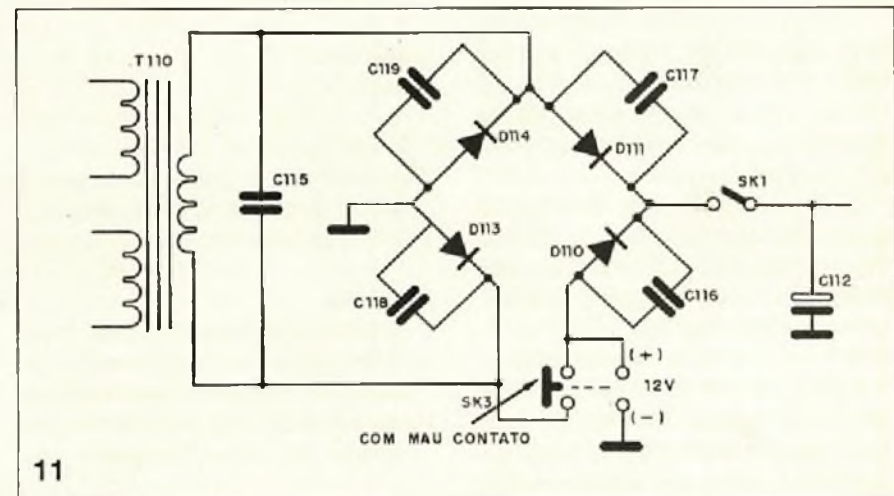 T110
C115
C119
D114
C117
D111
SK1
D113
D110
C118
C116
C112
(+)
12V
(-)
SK3
COM MAU CONTATO
11